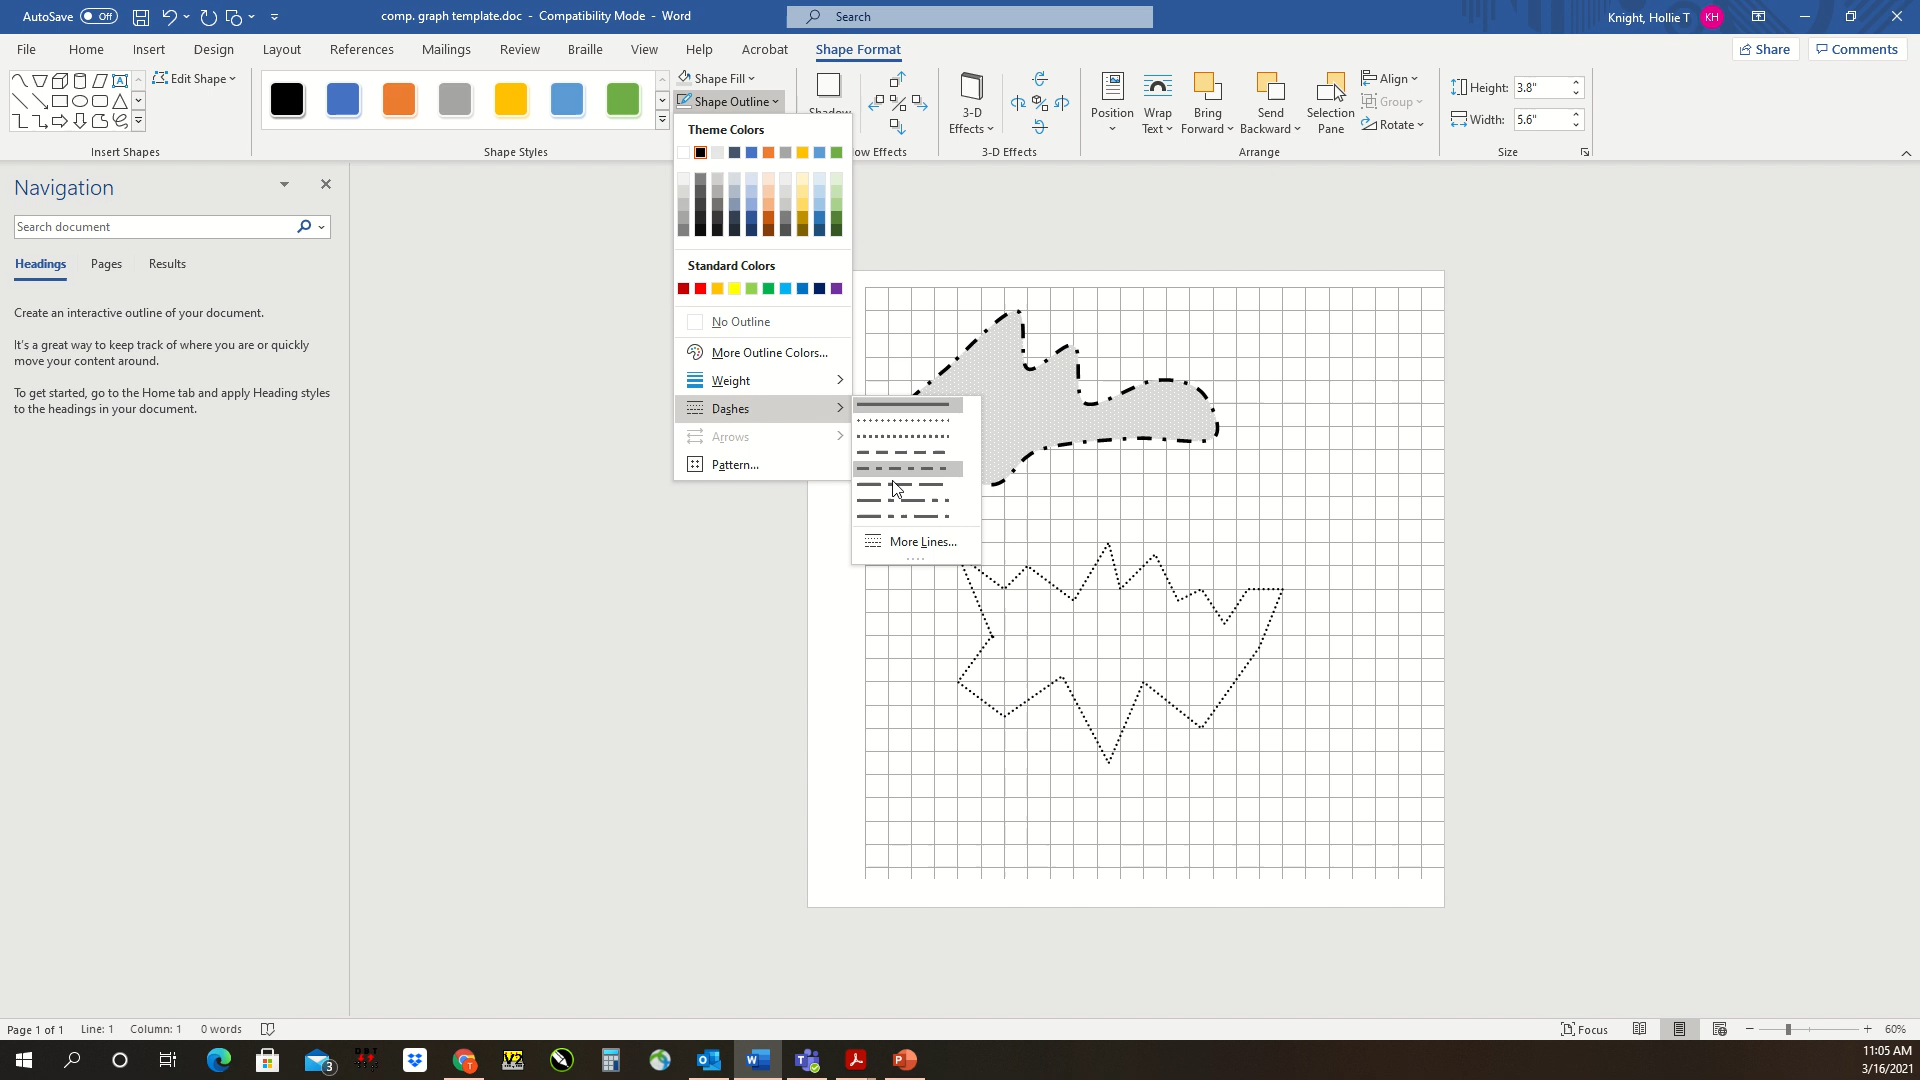 AutoSave Off
comp. graph template.doc - Compatibility Mode - Word
Search
Knight, Hollie T KH
File Home Insert Design Layout References Mailings Review Braille View Help Acrobat Shape Format
Share Comments
Edit Shape
Insert Shapes
Shape Styles
Shape Fill
Shape Outline
Shadow
ow Effects
3-D
Effects
3-D Effects
Position
Wrap
Text
Bring
Forward
Send
Backward
Selection
Pane
Align
Group
Rotate
Arrange
Height: 3.8"
Width: 5.6"
Size
Theme Colors
Standard Colors
No Outline
More Outline Colors...
Weight
Dashes
Arrows
Pattern...
More Lines...
Navigation
Search document
Headings Pages Results
Create an interactive outline of your document.
It's a great way to keep track of where you are or quickly
move your content around.
To get started, go to the Home tab and apply Heading styles
to the headings in your document.
Page 1 of 1 Line: 1 Column: 1 0 words
Focus
60%
3
11:05 AM
3/16/2021